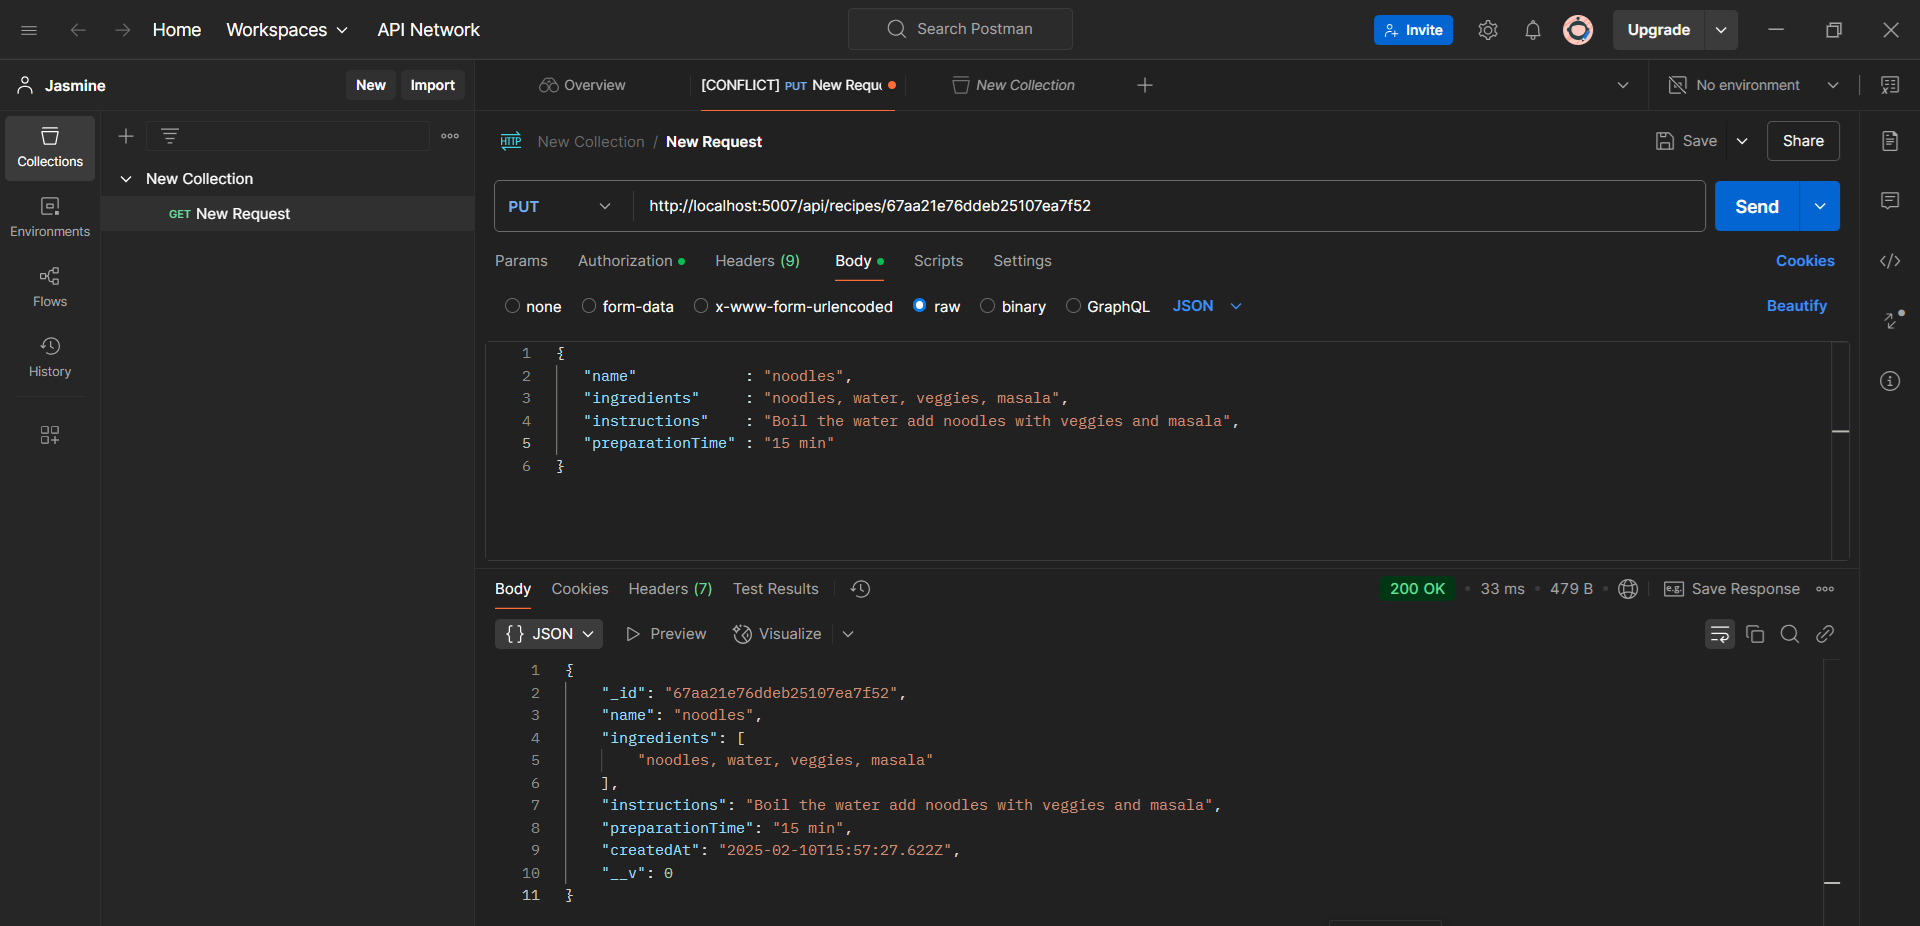 Home Workspaces API Network Search Postman Invite Upgrade
Jasmine New Import Overview [CONFLICT] PUT New Requ New Collection No environment
Collections
Environments
Flows
History
New Collection
GET New Request
HTTP New Collection / New Request Save Share
PUT http://localhost:5007/api/recipes/67aa21e76ddeb25107ea7f52 Send
Params Authorization Headers (9) Body Scripts Settings Cookies
none form-data x-www-form-urlencoded raw binary GraphQL JSON Beautify
1 {
2 "name" : "noodles",
3 "ingredients" : "noodles, water, veggies, masala",
4 "instructions" : "Boil the water add noodles with veggies and masala",
5 "preparationTime" : "15 min"
6 }
Body Cookies Headers (7) Test Results 200 OK • 33 ms • 479 B • e.g. Save Response
{} JSON Preview Visualize
1 {
2 "_id": "67aa21e76ddeb25107ea7f52",
3 "name": "noodles",
4 "ingredients": [
5 "noodles, water, veggies, masala"
6 ],
7 "instructions": "Boil the water add noodles with veggies and masala",
8 "preparationTime": "15 min",
9 "createdAt": "2025-02-10T15:57:27.622Z",
10 "__v": 0
11 }